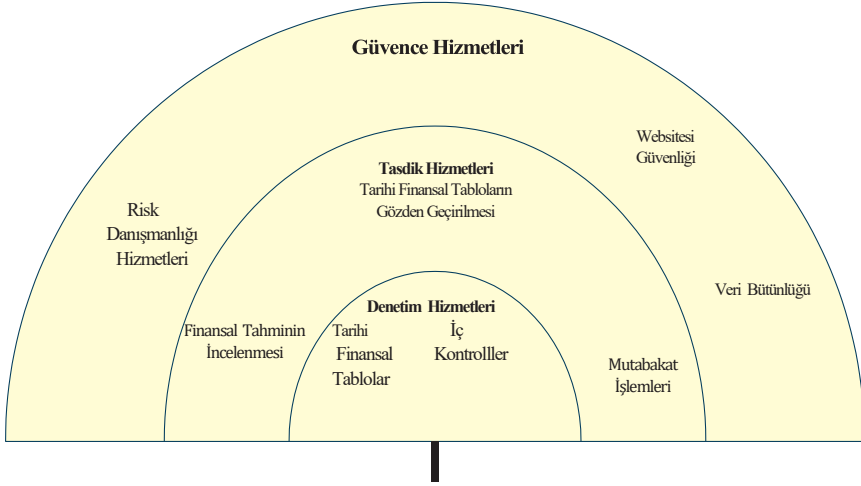 Güvence Hizmetleri
Websitesi
Güvenliği
Tasdik Hizmetleri
Tarihi Finansal Tabloların
Gözden Geçirilmesi
Risk
Danışmanlığı
Hizmetleri
Veri Bütünlüğü
Denetim Hizmetleri
Finansal Tahminin
İncelenmesi
Tarihi
Finansal
Tablolar
İç
Kontrolller
Mutabakat
İşlemleri